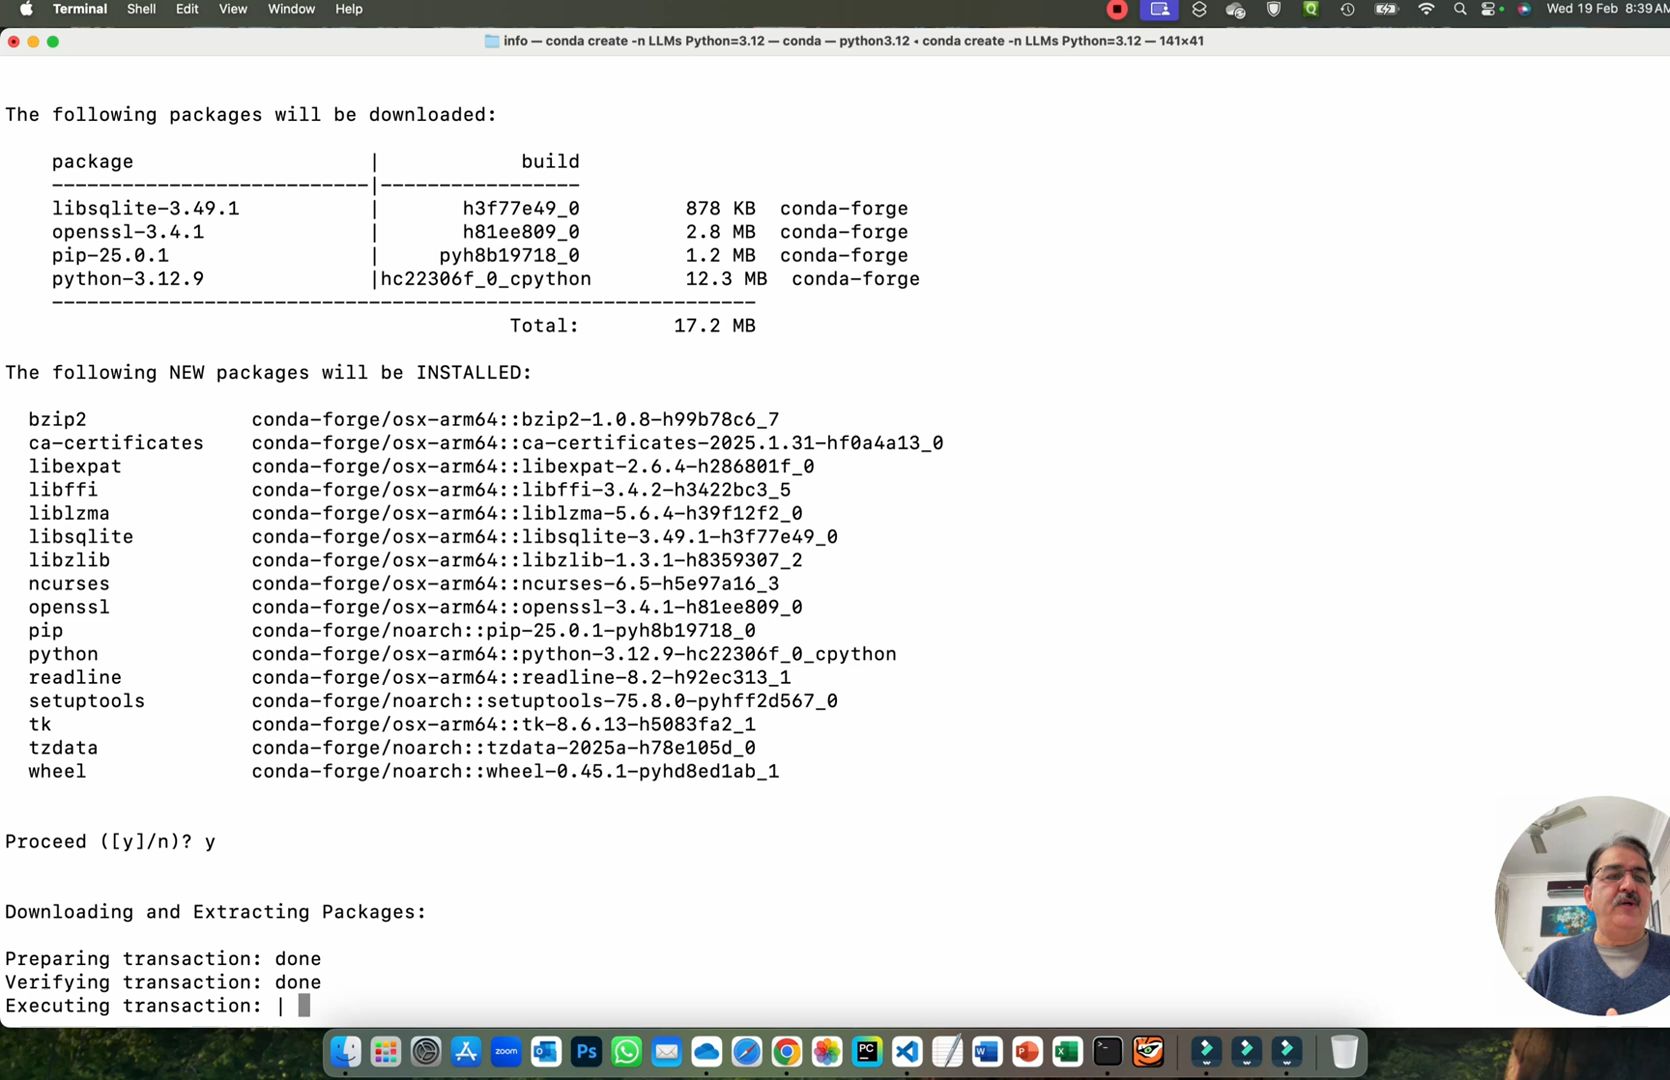 Terminal Shell Edit View Window Help Wed 19 Feb 8:39AM
info — conda create -n LLMs Python=3.12 — conda — python3.12 ◂ conda create -n LLMs Python=3.12 — 141×41
The following packages will be downloaded:
package | build
---------------------------|-----------------
libsqlite-3.49.1 | h3f77e49_0 878 KB conda-forge
openssl-3.4.1 | h81ee809_0 2.8 MB conda-forge
pip-25.0.1 | pyh8b19718_0 1.2 MB conda-forge
python-3.12.9 |hc22306f_0_cpython 12.3 MB conda-forge
------------------------------------------------------------
Total: 17.2 MB
The following NEW packages will be INSTALLED:
bzip2 conda-forge/osx-arm64::bzip2-1.0.8-h99b78c6_7
ca-certificates conda-forge/osx-arm64::ca-certificates-2025.1.31-hf0a4a13_0
libexpat conda-forge/osx-arm64::libexpat-2.6.4-h286801f_0
libffi conda-forge/osx-arm64::libffi-3.4.2-h3422bc3_5
liblzma conda-forge/osx-arm64::liblzma-5.6.4-h39f12f2_0
libsqlite conda-forge/osx-arm64::libsqlite-3.49.1-h3f77e49_0
libzlib conda-forge/osx-arm64::libzlib-1.3.1-h8359307_2
ncurses conda-forge/osx-arm64::ncurses-6.5-h5e97a16_3
openssl conda-forge/osx-arm64::openssl-3.4.1-h81ee809_0
pip conda-forge/noarch::pip-25.0.1-pyh8b19718_0
python conda-forge/osx-arm64::python-3.12.9-hc22306f_0_cpython
readline conda-forge/osx-arm64::readline-8.2-h92ec313_1
setuptools conda-forge/noarch::setuptools-75.8.0-pyhff2d567_0
tk conda-forge/osx-arm64::tk-8.6.13-h5083fa2_1
tzdata conda-forge/noarch::tzdata-2025a-h78e105d_0
wheel conda-forge/noarch::wheel-0.45.1-pyhd8ed1ab_1
Proceed ([y]/n)? y
Downloading and Extracting Packages:
Preparing transaction: done
Verifying transaction: done
Executing transaction: |
zoom Ps PC